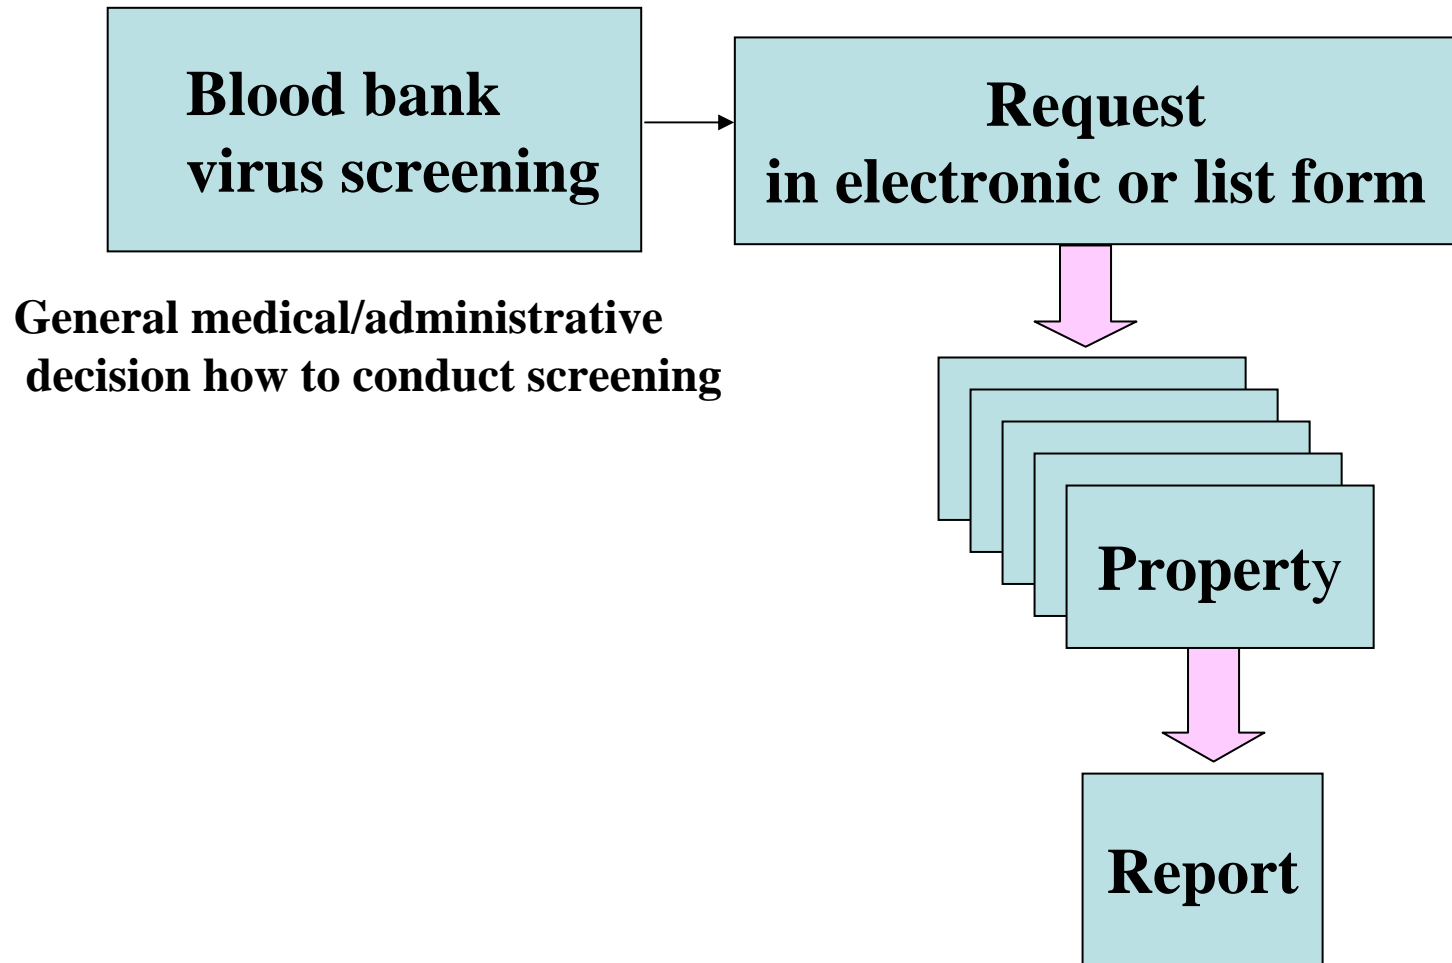 Blood bank
virus screening
Request
in electronic or list form
General medical/administrative
decision how to conduct screening
Property
Report